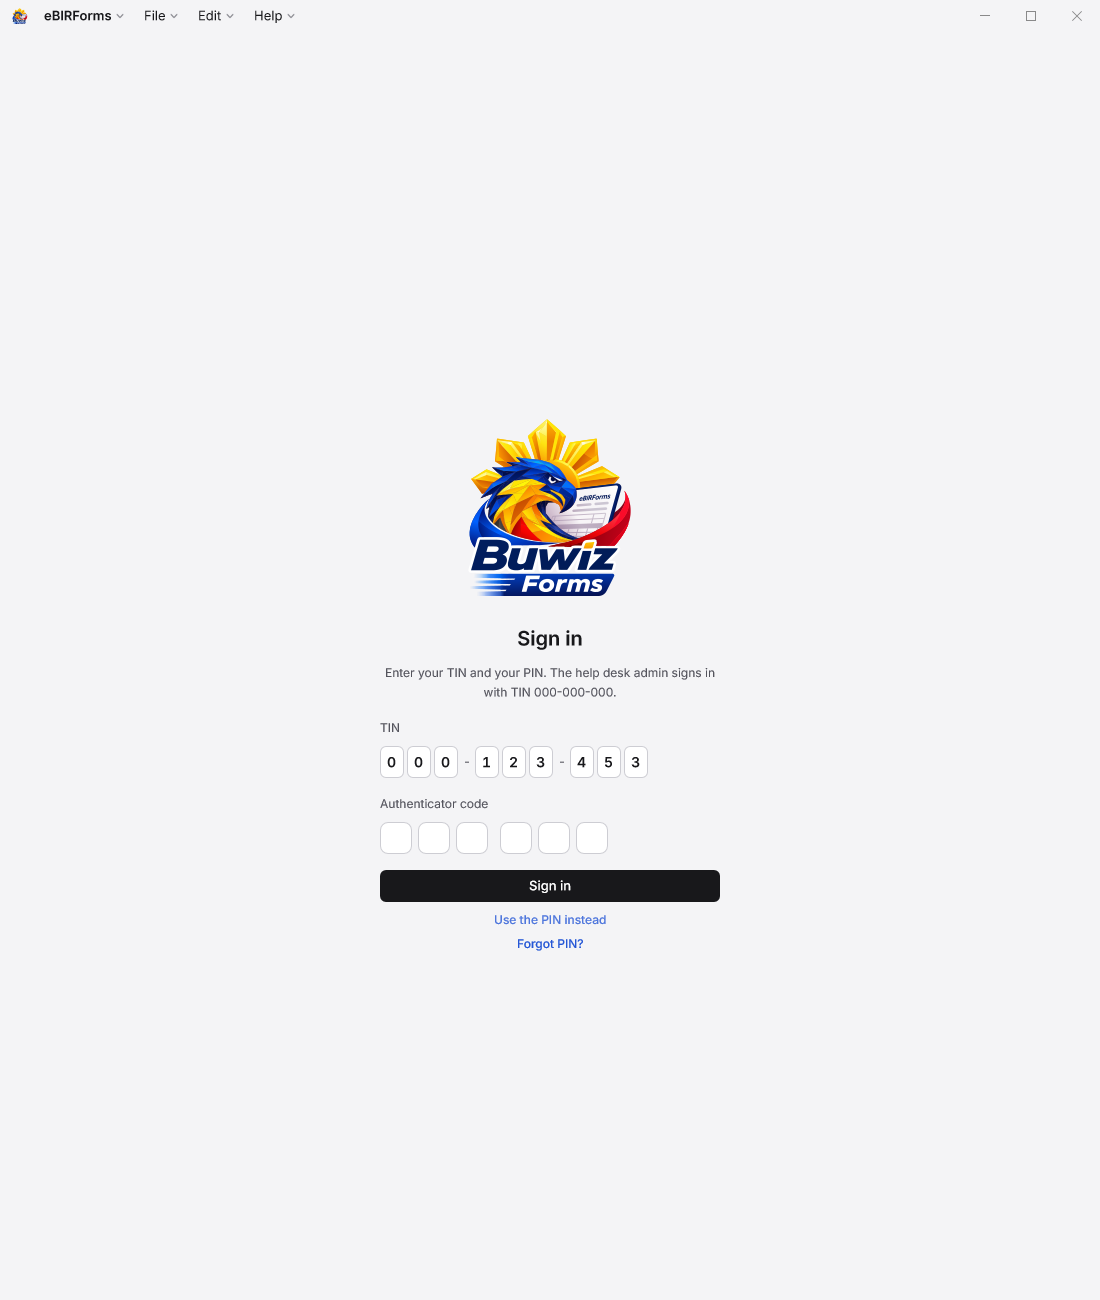 eBIRForms File Edit Help
eBIRForms
Buwiz
Forms
Sign in
Enter your TIN and your PIN. The help desk admin signs in
with TIN 000-000-000.
TIN
0 0 0 - 1 2 3 - 4 5 3
Authenticator code
Sign in
Use the PIN instead
Forgot PIN?